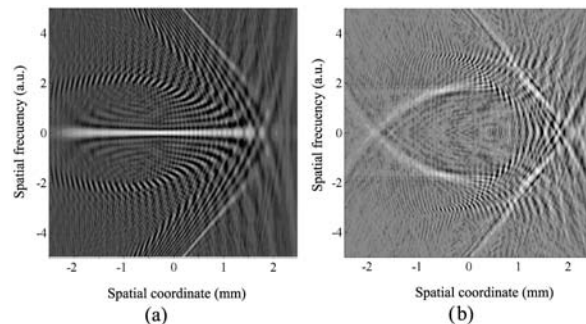 Spatial frecuency (a.u.)
4
2
0
-2
-4
-2 -1 0 1 2
Spatial coordinate (mm)
(a)
Spatial frecuency (a.u.)
4
2
0
-2
-4
-2 -1 0 1 2
Spatial coordinate (mm)
(b)